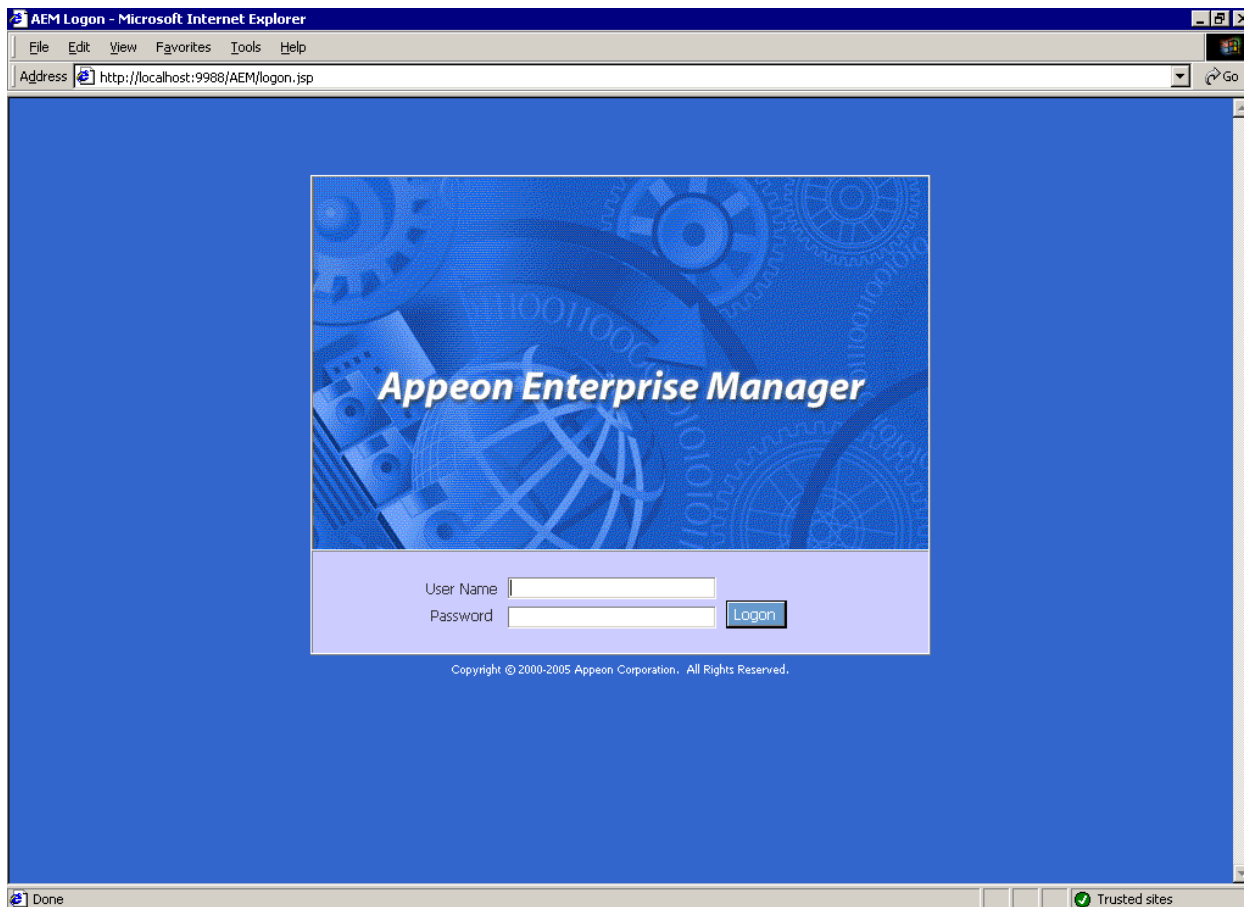 AEM Logon - Microsoft Internet Explorer
File Edit View Favorites Tools Help
Address http://localhost:9988/AEM/logon.jsp Go
Appeon Enterprise Manager
User Name
Password Logon
Copyright © 2000-2005 Appeon Corporation. All Rights Reserved.
Done Trusted sites